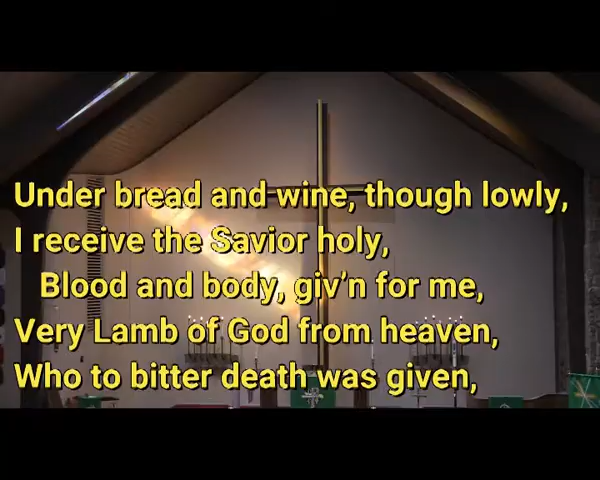 Under bread and wine, though lowly,
I receive the Savior holy,
Blood and body, giv'n for me,
Very Lamb of God from heaven,
Who to bitter death was given,